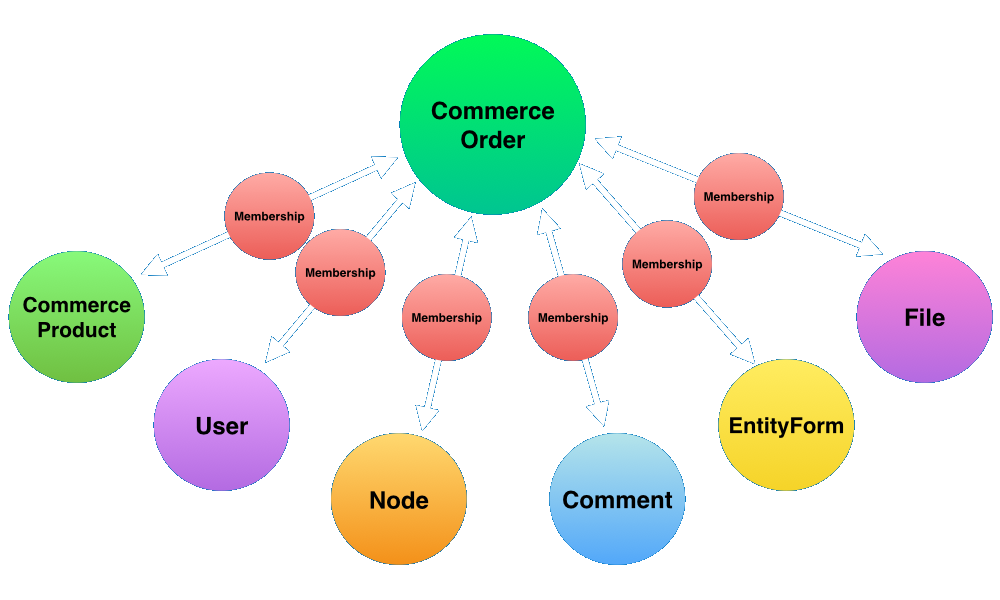 Commerce
Order
Membership
Membership
Membership
Membership
Membership
Membership
Commerce
Product
User
Node
Comment
EntityForm
File